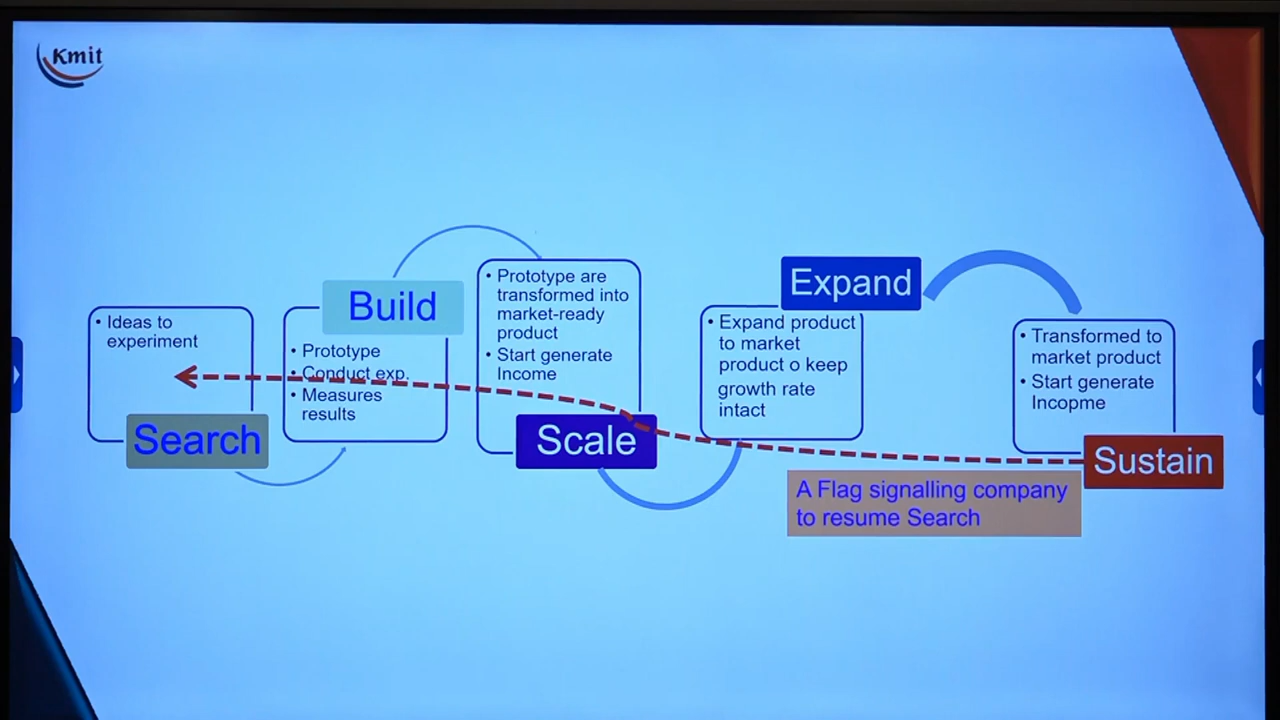 Kmit
• Ideas to
experiment
Search
Build
• Prototype
• Conduct exp.
• Measures
results
• Prototype are
transformed into
market-ready
product
• Start generate
Income
Scale
Expand
• Expand product
to market
product o keep
growth rate
intact
• Transformed to
market product
• Start generate
Incopme
Sustain
A Flag signalling company
to resume Search